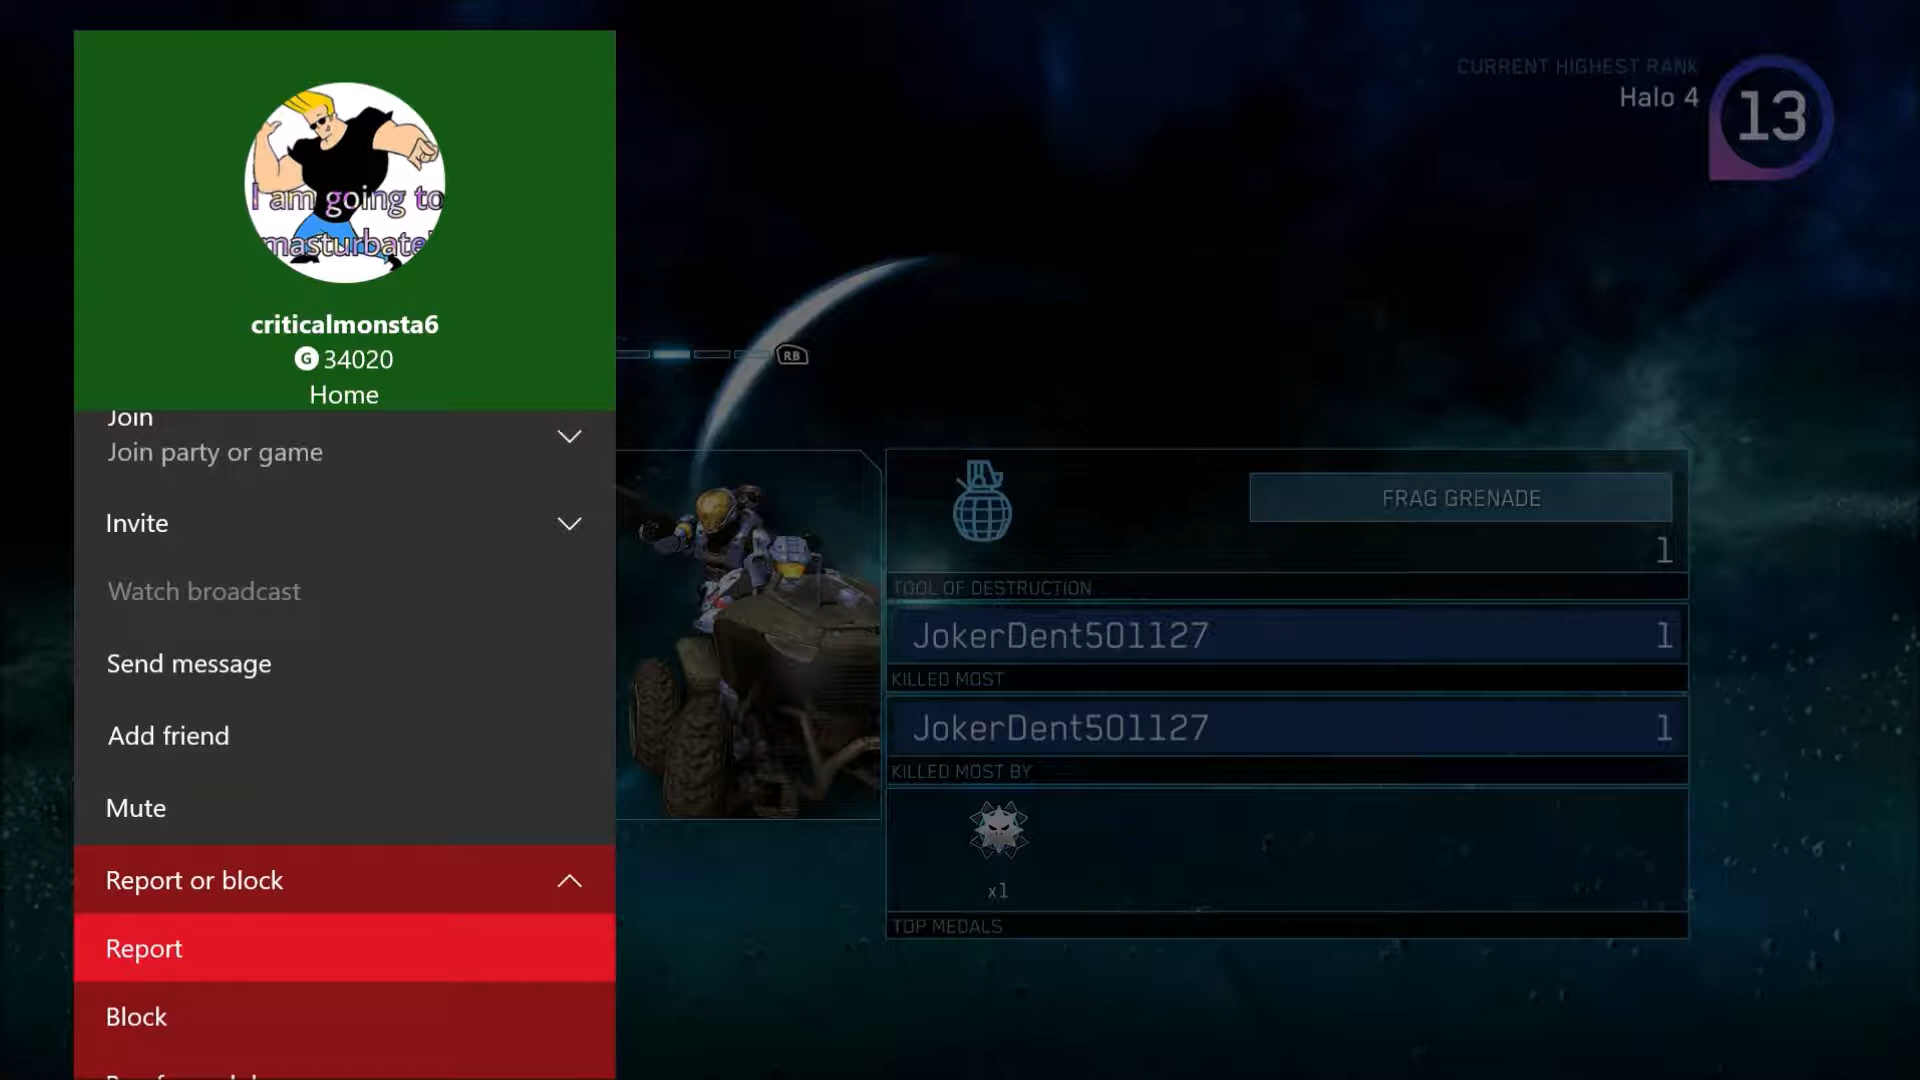 I am going to
masturbate!
criticalmonsta6
G 34020
Home
Join
Join party or game
Invite
Watch broadcast
Send message
Add friend
Mute
Report or block
Report
Block
CURRENT HIGHEST RANK
Halo 4
13
RB
FRAG GRENADE
1
TOOL OF DESTRUCTION
JokerDent501127 1
KILLED MOST
JokerDent501127 1
KILLED MOST BY
x1
TOP MEDALS